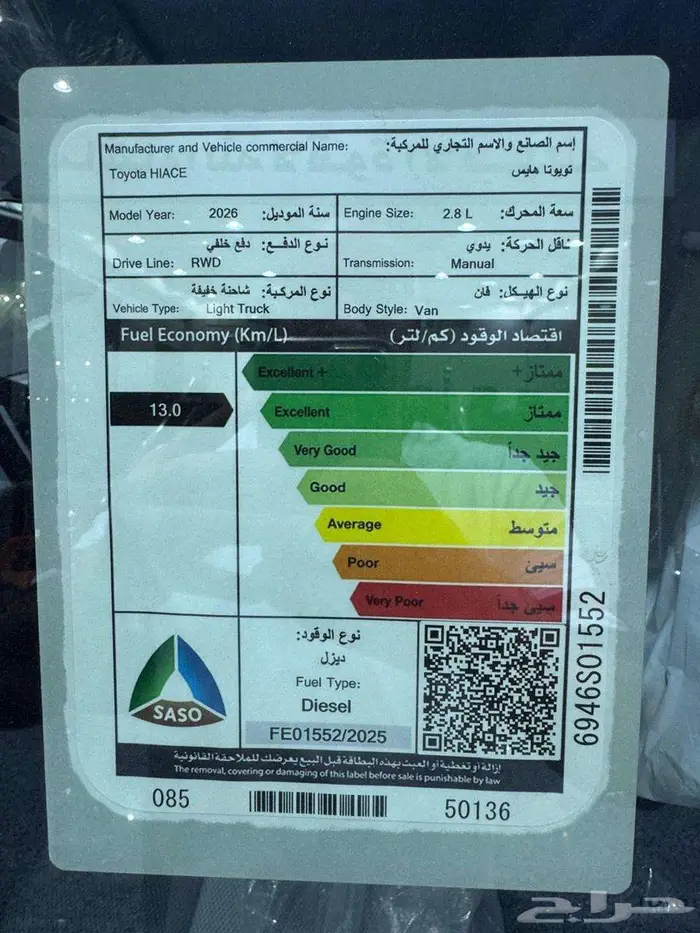 Manufacturer and Vehicle commercial Name: إسم الصانع والاسم التجاري للمركبة:
Toyota HIACE تويوتا هايس
Model Year: 2026 سنة الموديل:
Engine Size: 2.8 L سعة المحرك:
نوع الدفع: دفع خلفي
Drive Line: RWD
ناقل الحركة: يدوي
Transmission: Manual
نوع المركبة: شاحنة خفيفة
Vehicle Type: Light Truck
نوع الهيكل: فان
Body Style: Van
Fuel Economy (Km/L) اقتصاد الوقود (كم/لتر)
13.0
Excellent + ممتاز +
Excellent ممتاز
Very Good جيد جداً
Good جيد
Average متوسط
Poor سيئ
Very Poor سيئ جداً
SASO
نوع الوقود:
ديزل
Fuel Type:
Diesel
FE01552/2025
إزالة أو تغطية أو العبث بهذه البطاقة قبل البيع يعرضك للملاحقة القانونية
The removal, covering or damaging of this label before sale is punishable by law
085 50136
6946S01552
حراج